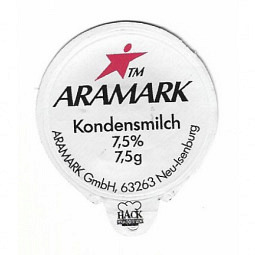 TM
ARAMARK
Kondensmilch
7,5%
7,5g
ARAMARK GmbH, 63263 Neu-Isenburg
HACK